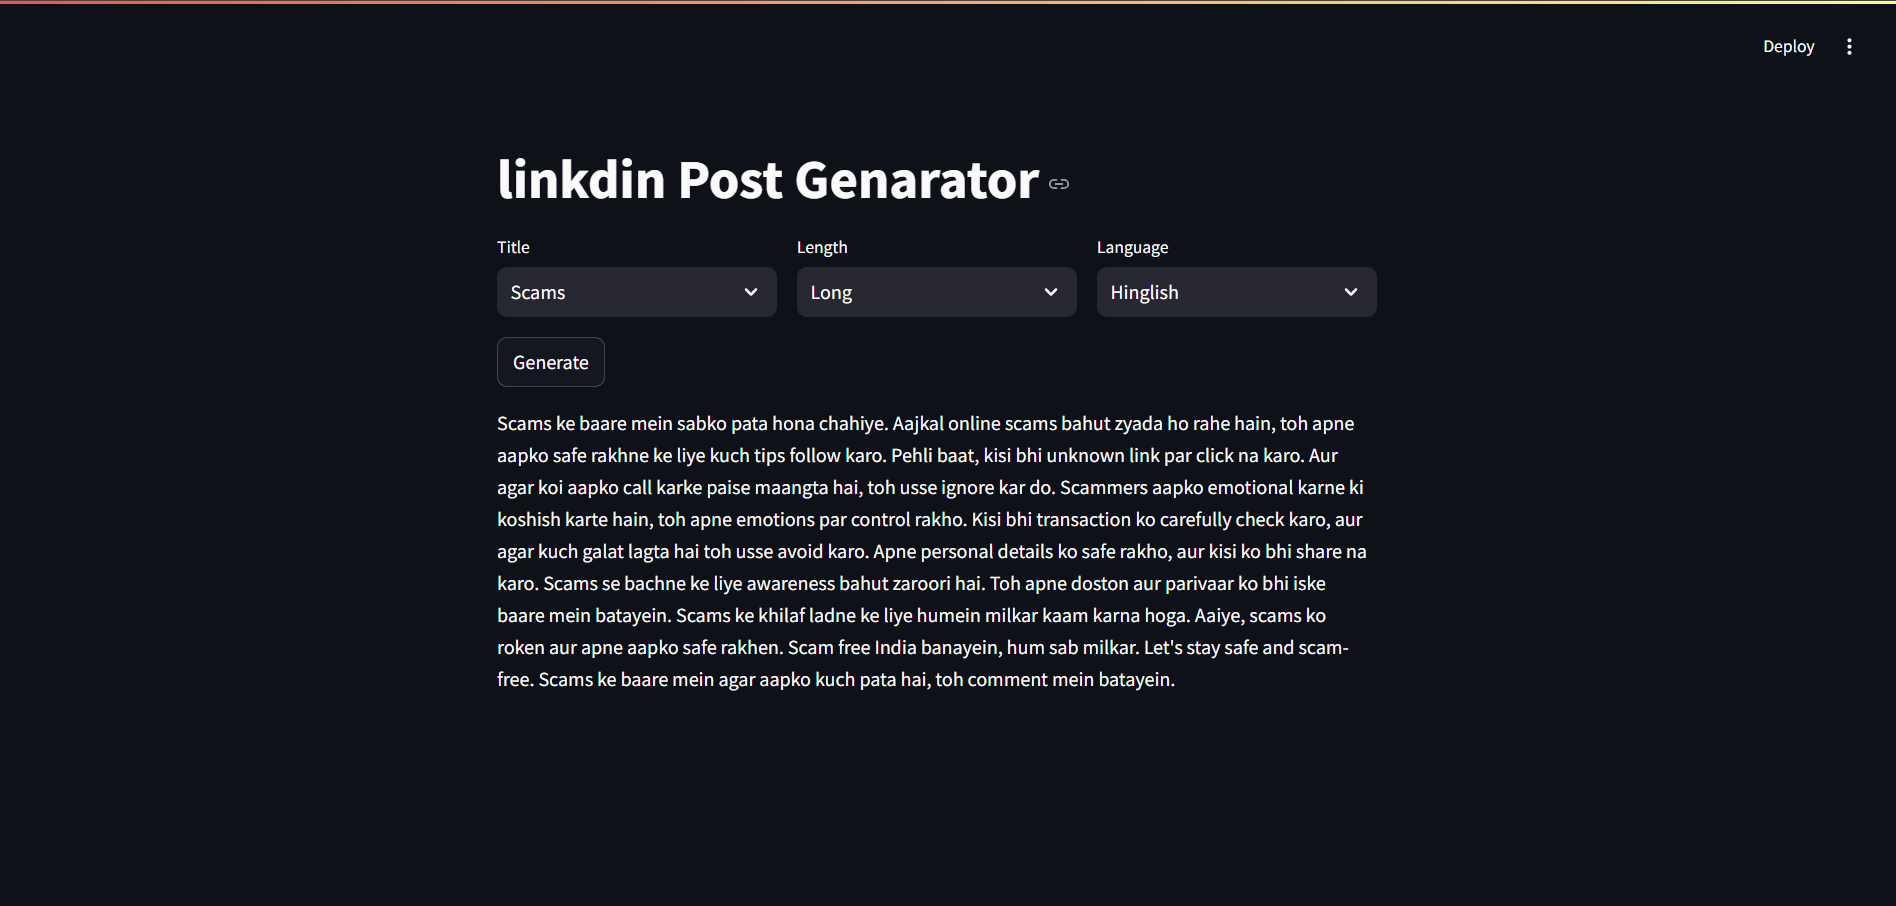 Deploy
linkdin Post Genarator
Title
Length
Language
Scams
Long
Hinglish
Generate
Scams ke baare mein sabko pata hona chahiye. Aajkal online scams bahut zyada ho rahe hain, toh apne
aapko safe rakhne ke liye kuch tips follow karo. Pehli baat, kisi bhi unknown link par click na karo. Aur
agar koi aapko call karke paise maangta hai, toh usse ignore kar do. Scammers aapko emotional karne ki
koshish karte hain, toh apne emotions par control rakho. Kisi bhi transaction ko carefully check karo, aur
agar kuch galat lagta hai toh usse avoid karo. Apne personal details ko safe rakho, aur kisi ko bhi share na
karo. Scams se bachne ke liye awareness bahut zaroori hai. Toh apne doston aur parivaar ko bhi iske
baare mein batayein. Scams ke khilaf ladne ke liye humein milkar kaam karna hoga. Aaiye, scams ko
roken aur apne aapko safe rakhen. Scam free India banayein, hum sab milkar. Let's stay safe and scam-
free. Scams ke baare mein agar aapko kuch pata hai, toh comment mein batayein.